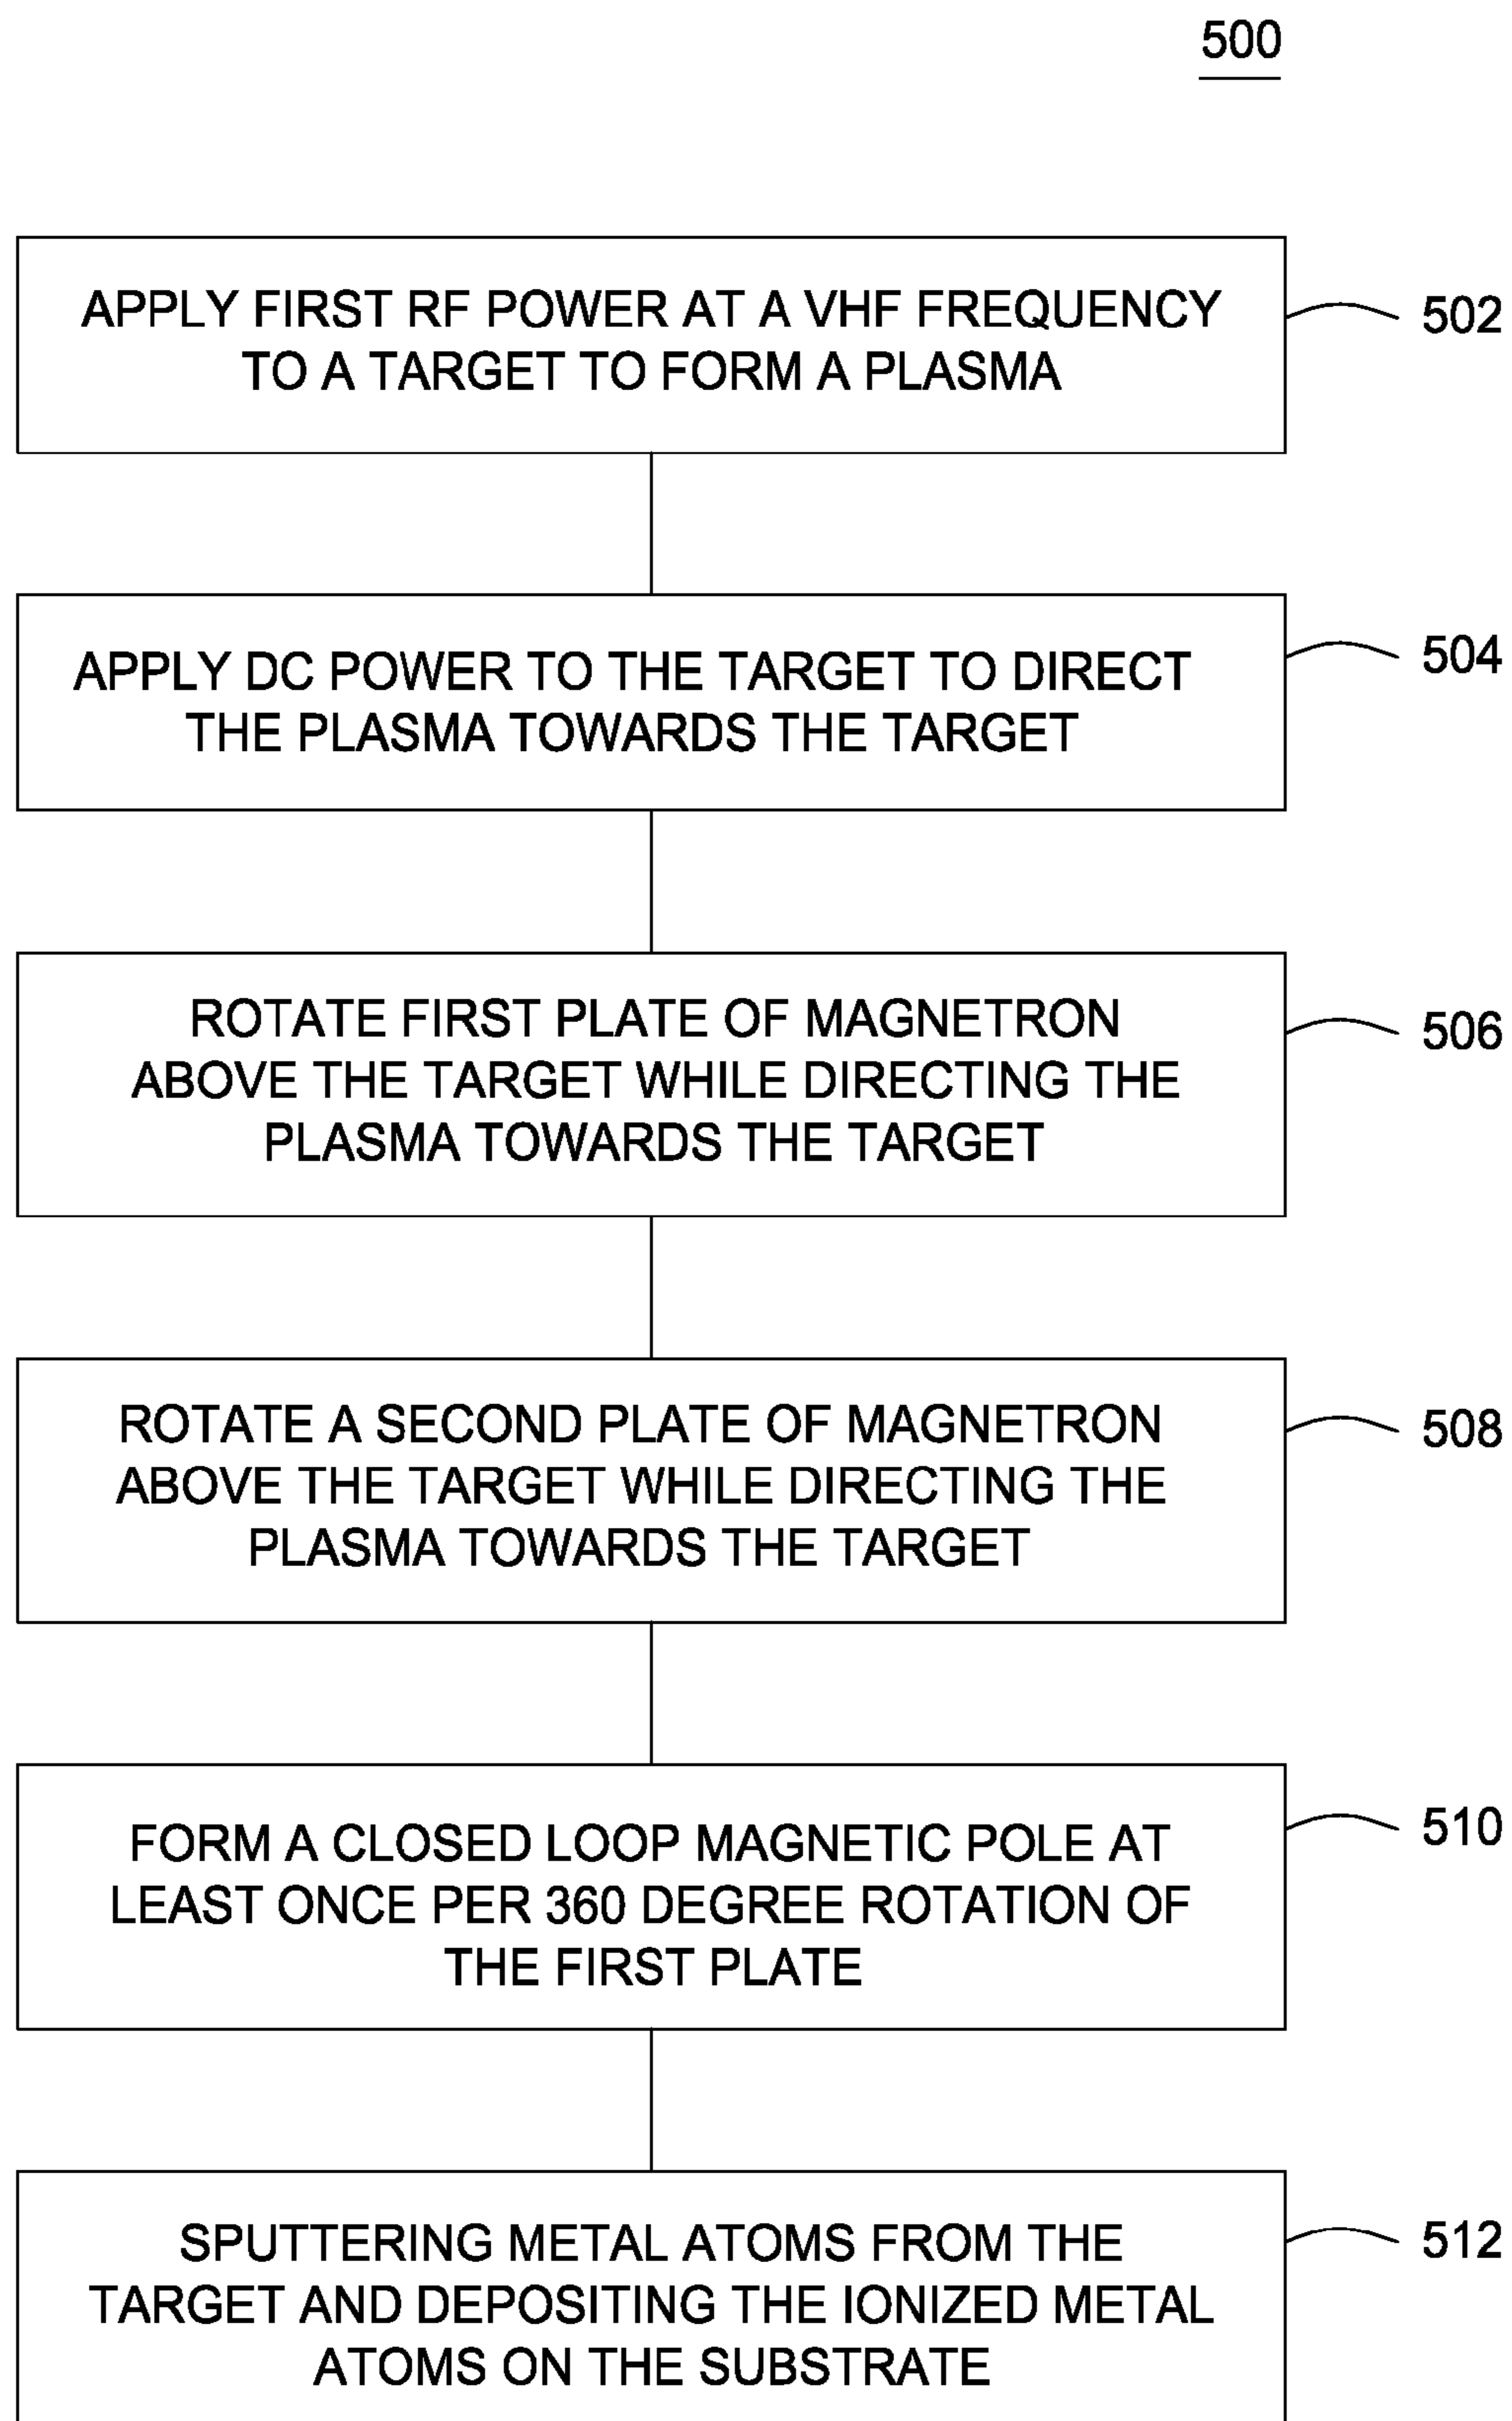 500
APPLY FIRST RF POWER AT A VHF FREQUENCY
TO A TARGET TO FORM A PLASMA
502
APPLY DC POWER TO THE TARGET TO DIRECT
THE PLASMA TOWARDS THE TARGET
504
ROTATE FIRST PLATE OF MAGNETRON
ABOVE THE TARGET WHILE DIRECTING THE
PLASMA TOWARDS THE TARGET
506
ROTATE A SECOND PLATE OF MAGNETRON
ABOVE THE TARGET WHILE DIRECTING THE
PLASMA TOWARDS THE TARGET
508
FORM A CLOSED LOOP MAGNETIC POLE AT
LEAST ONCE PER 360 DEGREE ROTATION OF
THE FIRST PLATE
510
SPUTTERING METAL ATOMS FROM THE
TARGET AND DEPOSITING THE IONIZED METAL
ATOMS ON THE SUBSTRATE
512